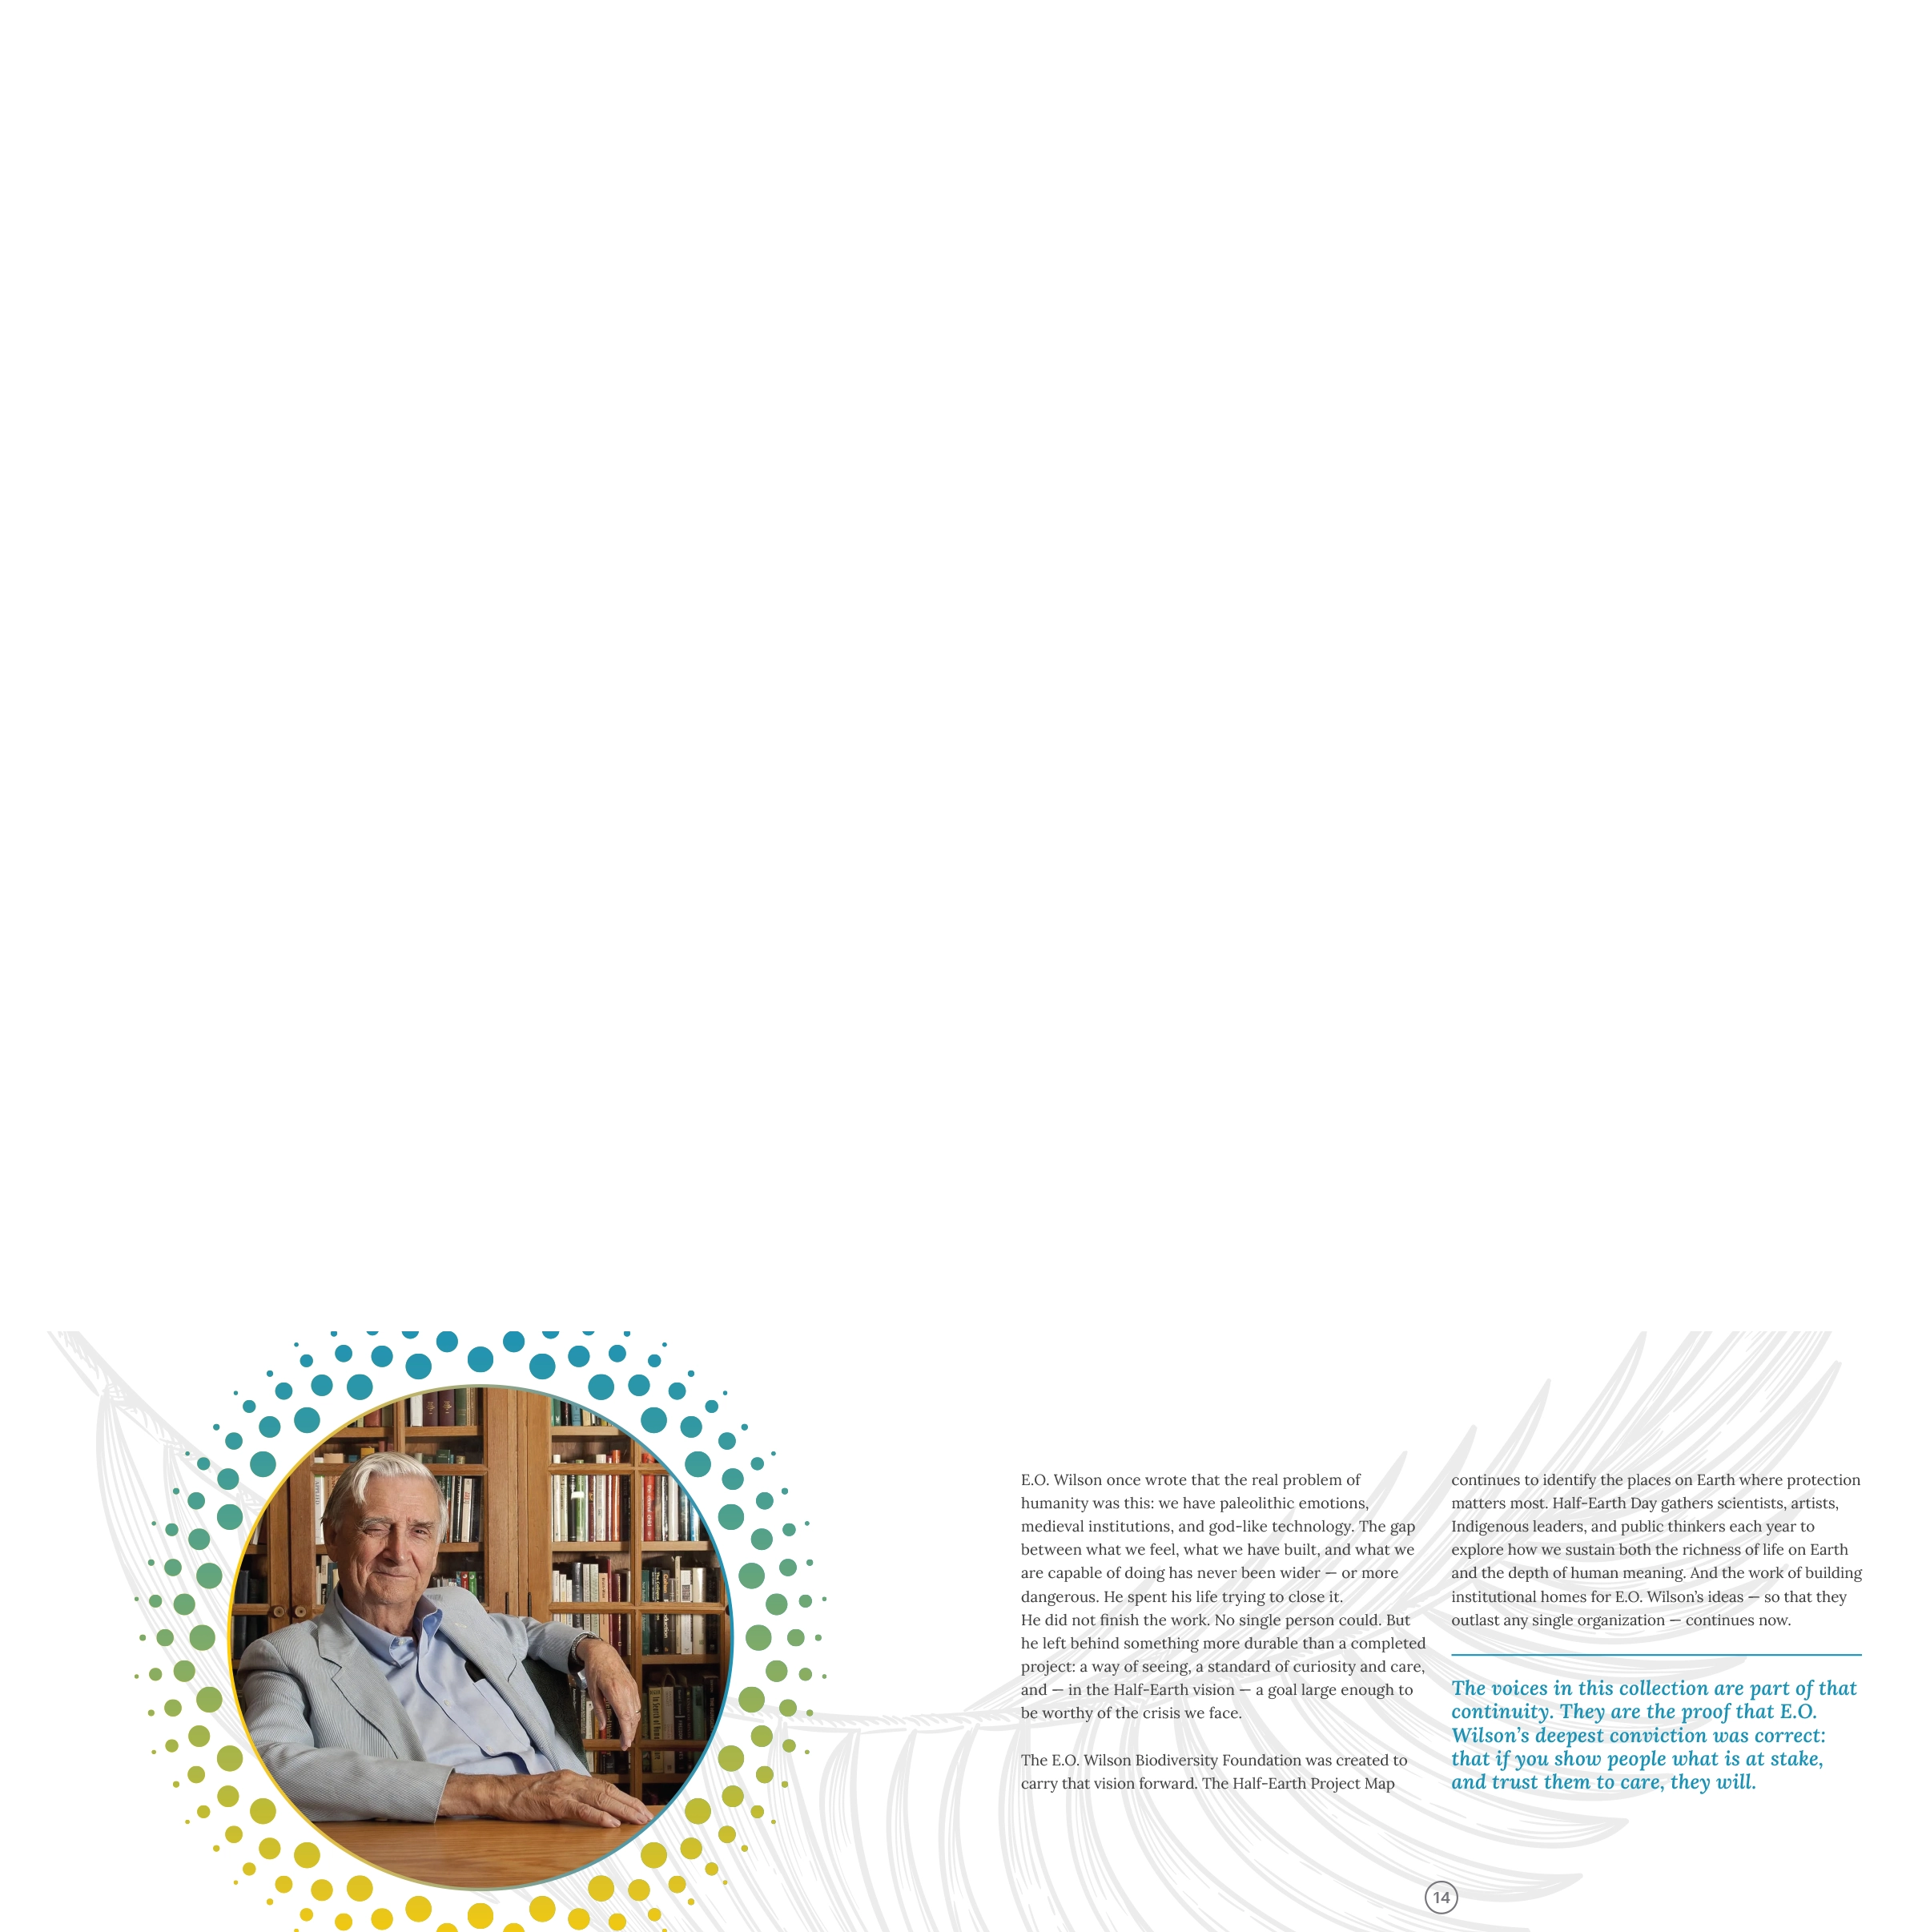 E.O. Wilson once wrote that the real problem of
humanity was this: we have paleolithic emotions,
medieval institutions, and god-like technology. The gap
between what we feel, what we have built, and what we
are capable of doing has never been wider — or more
dangerous. He spent his life trying to close it.
He did not finish the work. No single person could. But
he left behind something more durable than a completed
project: a way of seeing, a standard of curiosity and care,
and — in the Half-Earth vision — a goal large enough to
be worthy of the crisis we face.
The E.O. Wilson Biodiversity Foundation was created to
carry that vision forward. The Half-Earth Project Map
continues to identify the places on Earth where protection
matters most. Half-Earth Day gathers scientists, artists,
Indigenous leaders, and public thinkers each year to
explore how we sustain both the richness of life on Earth
and the depth of human meaning. And the work of building
institutional homes for E.O. Wilson’s ideas — so that they
outlast any single organization — continues now.
The voices in this collection are part of that
continuity. They are the proof that E.O.
Wilson’s deepest conviction was correct:
that if you show people what is at stake,
and trust them to care, they will.
14